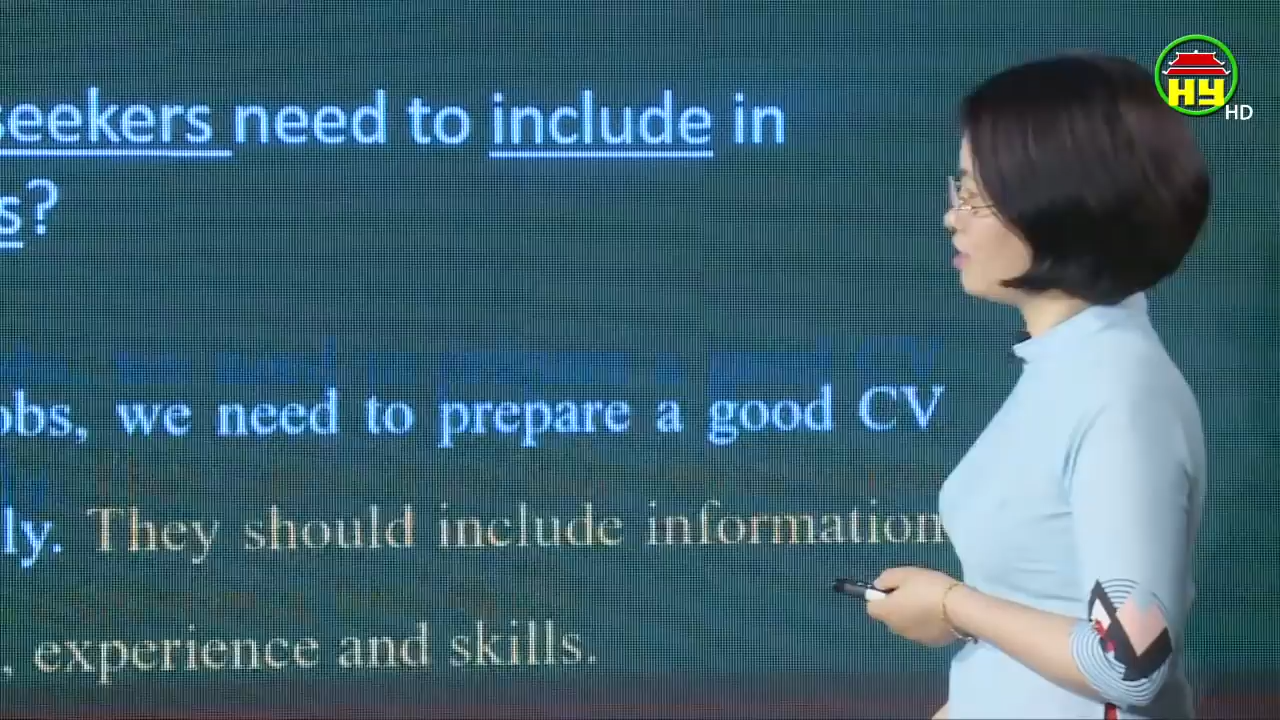 seekers need to include in
s?
obs, we need to prepare a good CV
ly. They should include information
, experience and skills.
HY
HD